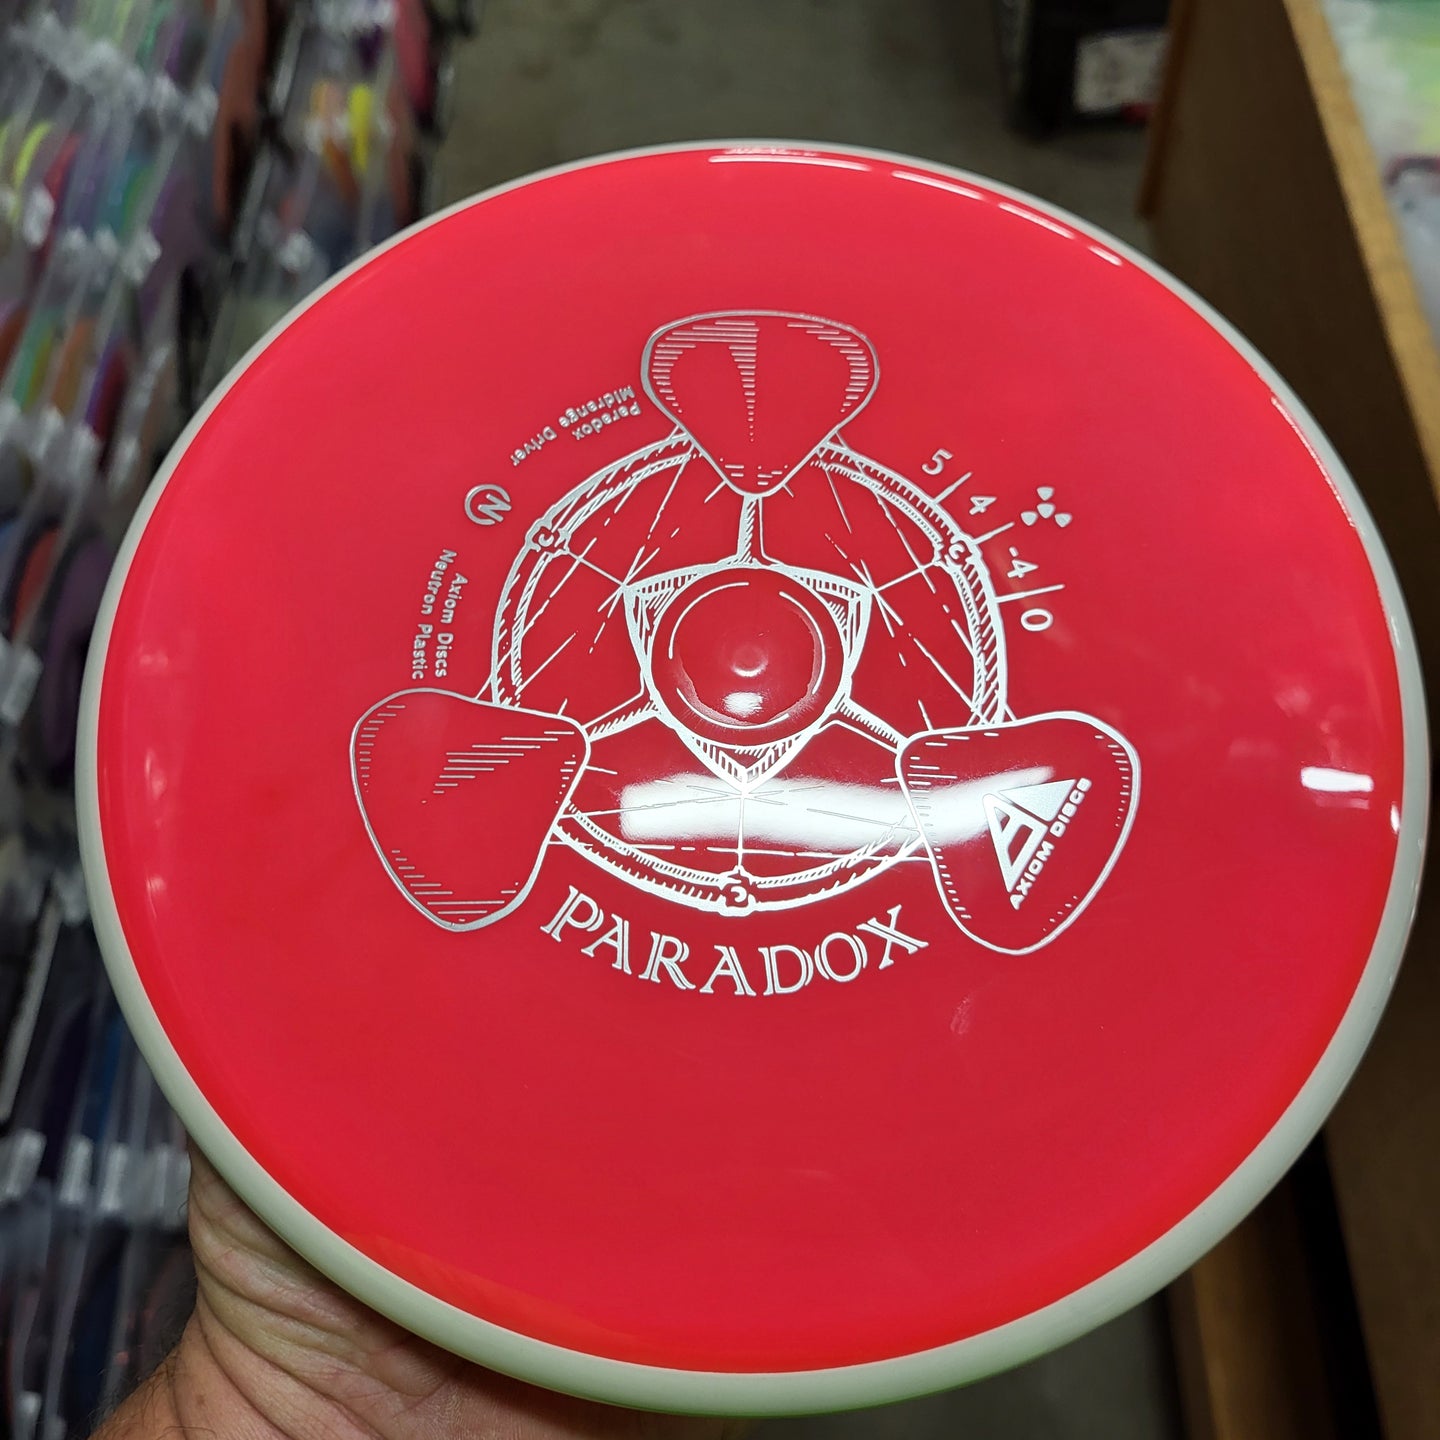 Paradox
Midrange Driver
N
Axiom Discs
Neutron Plastic
5
4
-4
0
AXIOM DISCS
PARADOX